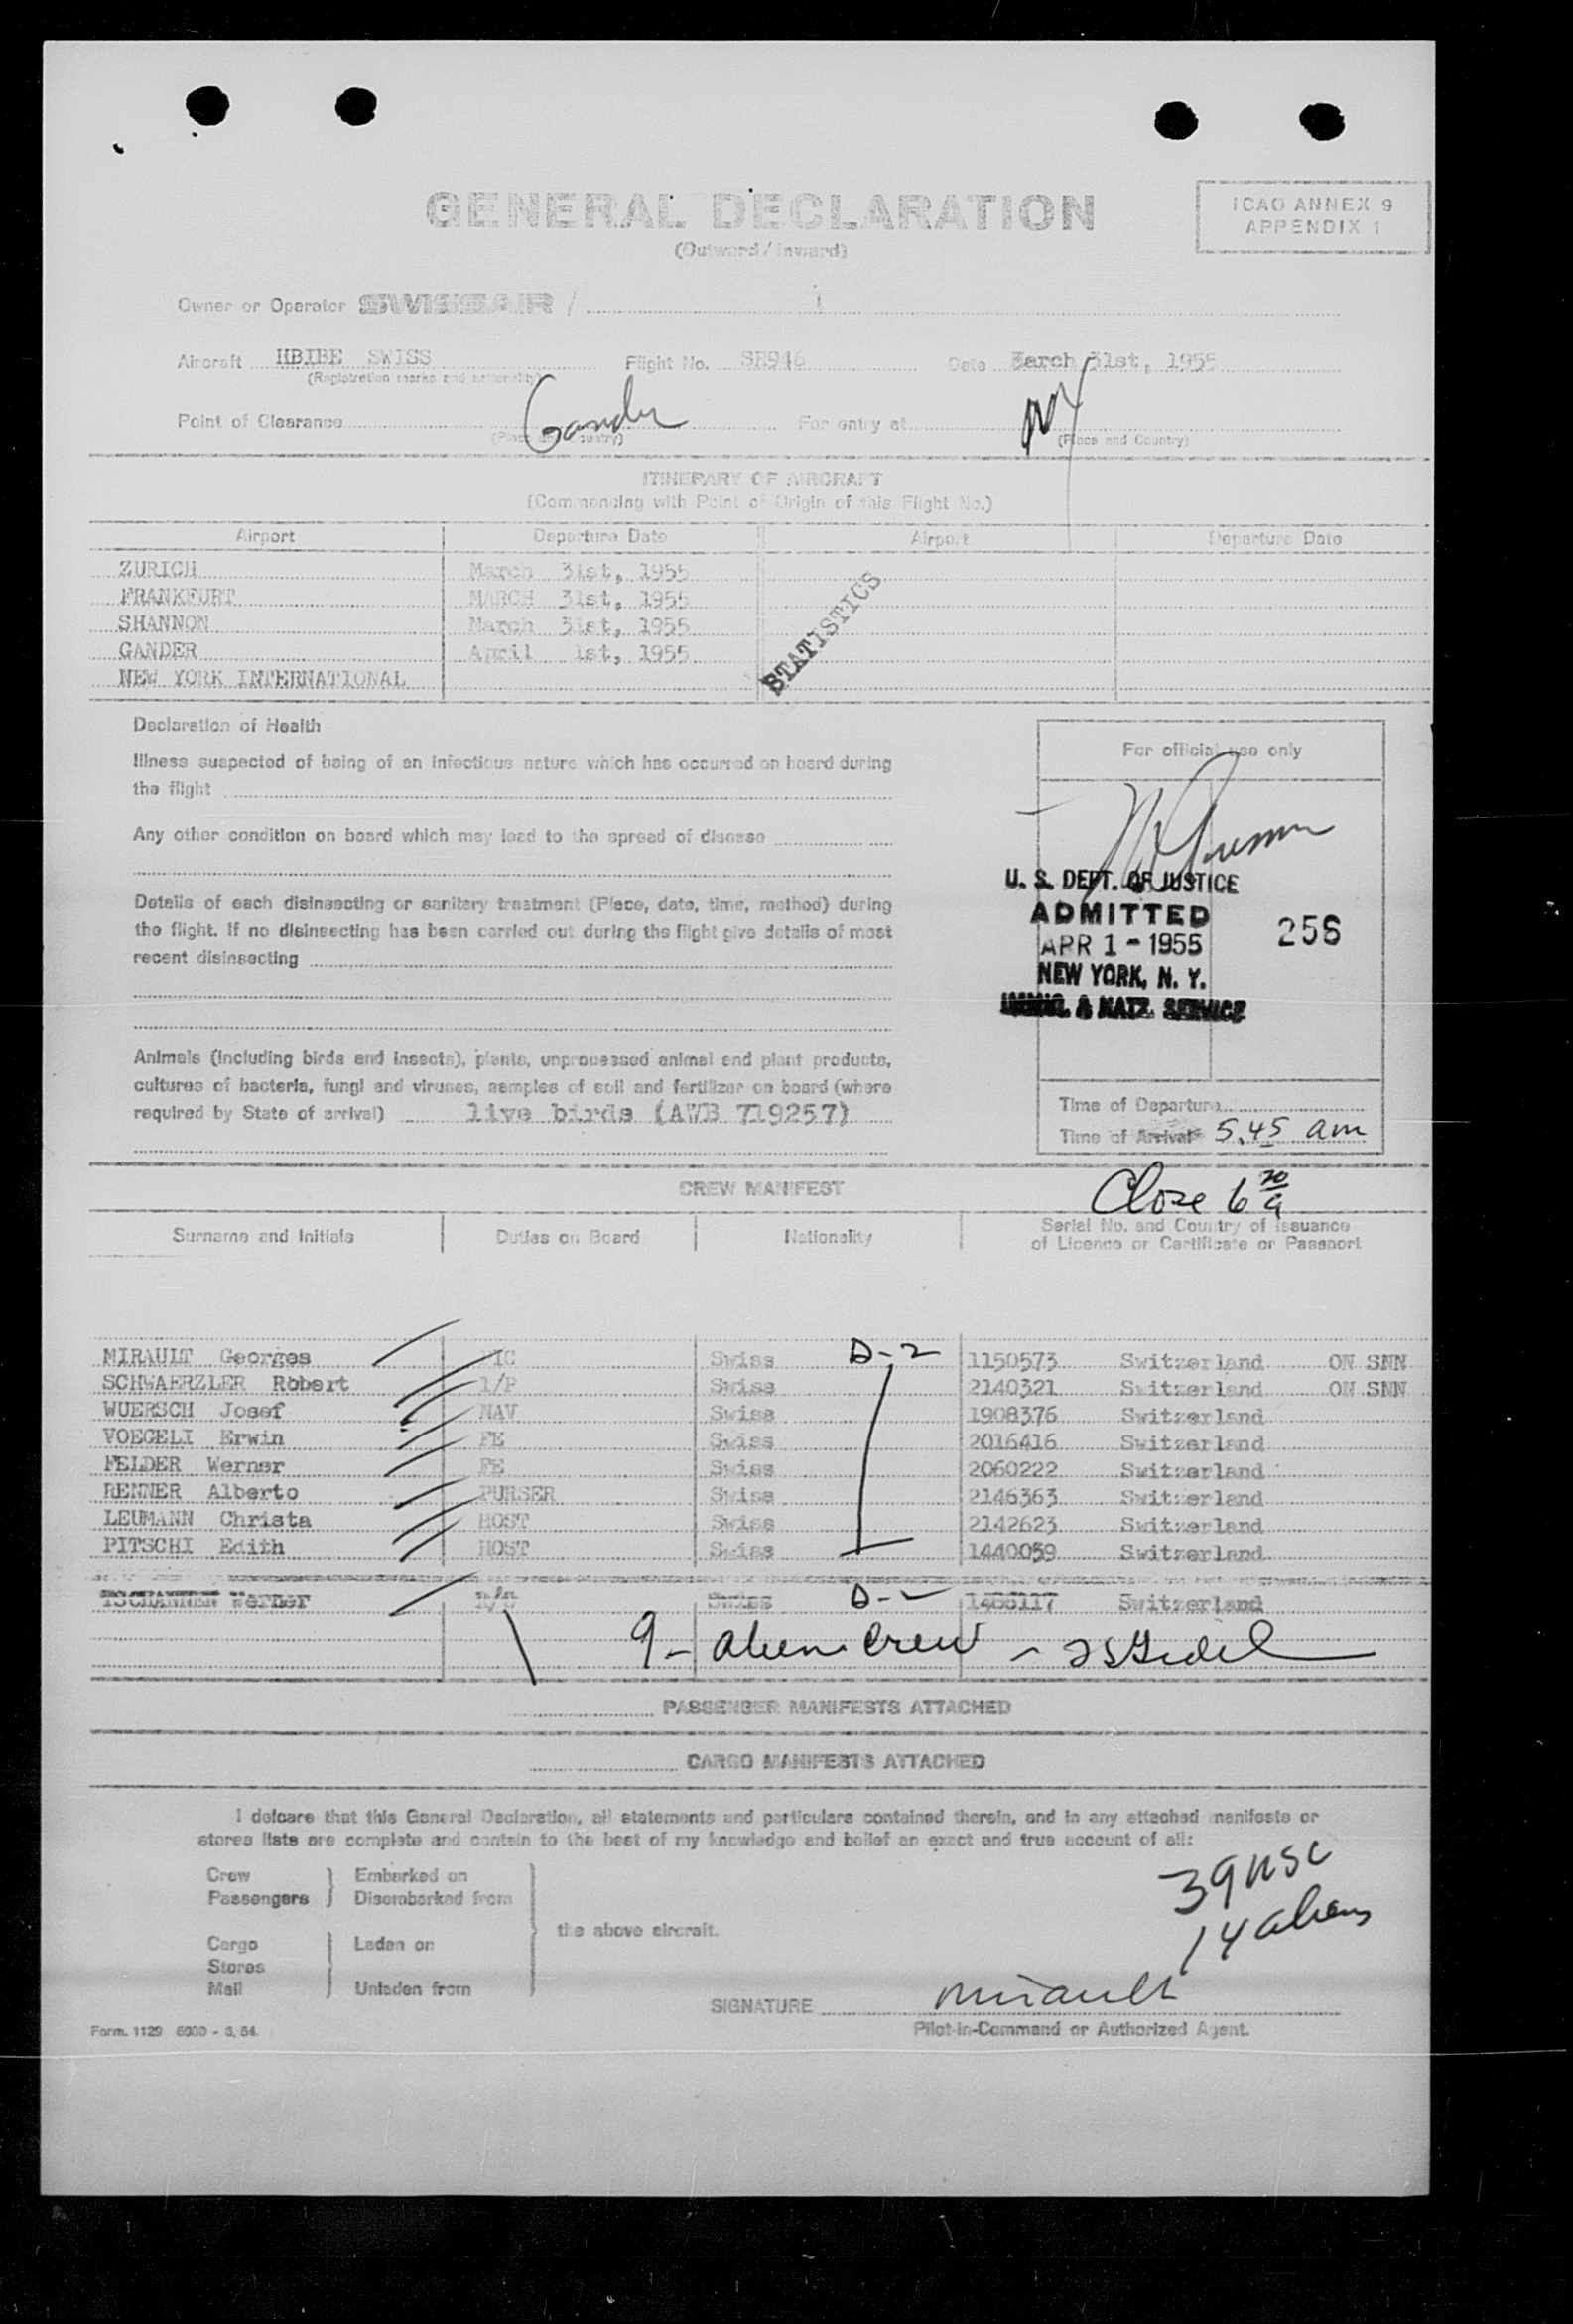 GENERAL DECLARATION
(Outward/Inward)
ICAO ANNEX 9
APPENDIX 1
Owner or Operator SWISSAIR /
Aircraft HBIBE SWISS Flight No. SR946 Date March 31st, 1955
(Registration marks and nationality)
Point of Clearance Gander For entry at NY
(Place and Country) (Place and Country)
ITINERARY OF AIRCRAFT
(Commencing with Point of Origin of this Flight No.)
Airport Departure Date Airport Departure Date
ZURICH March 31st, 1955
FRANKFURT MARCH 31st, 1955
SHANNON March 31st, 1955
GANDER April 1st, 1955
NEW YORK INTERNATIONAL
STATISTICS
Declaration of Health
Illness suspected of being of an infectious nature which has occurred on board during
the flight
Any other condition on board which may lead to the spread of disease
Details of each disinsecting or sanitary treatment (Place, date, time, method) during
the flight. If no disinsecting has been carried out during the flight give details of most
recent disinsecting
Animals (including birds and insects), plants, unprocessed animal and plant products,
cultures of bacteria, fungi and viruses, samples of soil and fertilizer on board (where
required by State of arrival) live birds (AWB 719257)
For official use only
U. S. DEPT. OF JUSTICE
ADMITTED
APR 1 - 1955
NEW YORK, N. Y.
IMMIG. & NATZ. SERVICE
256
Time of Departure
Time of Arrival 5.45 am
Close 6 20/a
CREW MANIFEST
Surname and Initials Duties on Board Nationality Serial No. and Country of Issuance
of Licence or Certificate or Passport
MIRAULT Georges PIC Swiss D-2 1150573 Switzerland ON SNN
SCHWAERZLER Robert 1/P Swiss 2140321 Switzerland ON SNN
WUERSCH Josef NAV Swiss 1908376 Switzerland
VOEGELI Erwin FE Swiss 2016416 Switzerland
FELDER Werner FE Swiss 2060222 Switzerland
RENNER Alberto PURSER Swiss 2146363 Switzerland
LEUMANN Christa HOST Swiss 2142623 Switzerland
PITSCHI Edith HOST Swiss 1440059 Switzerland
TSCHANNEN Werner Swiss D-2 Switzerland
9 - alien crew
PASSENGER MANIFESTS ATTACHED
CARGO MANIFESTS ATTACHED
I delcare that this General Declaration, all statements and particulars contained therein, and in any attached manifests or
stores lists are complete and contain to the best of my knowledge and belief an exact and true account of all:
Crew Embarked on
Passengers Disembarked from
the above aircraft.
Cargo Laden on
Stores
Mail Unladen from
39 USC
14 aliens
SIGNATURE Mirault
Pilot-in-Command or Authorized Agent.
Form. 1129 6000 - 3, 54.